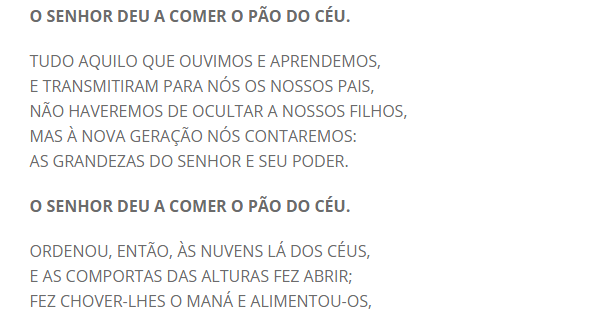 O SENHOR DEU A COMER O PÃO DO CÉU.
TUDO AQUILO QUE OUVIMOS E APRENDEMOS,
E TRANSMITIRAM PARA NÓS OS NOSSOS PAIS,
NÃO HAVEREMOS DE OCULTAR A NOSSOS FILHOS,
MAS À NOVA GERAÇÃO NÓS CONTAREMOS:
AS GRANDEZAS DO SENHOR E SEU PODER.
O SENHOR DEU A COMER O PÃO DO CÉU.
ORDENOU, ENTÃO, ÀS NUVENS LÁ DOS CÉUS,
E AS COMPORTAS DAS ALTURAS FEZ ABRIR;
FEZ CHOVER-LHES O MANÁ E ALIMENTOU-OS,